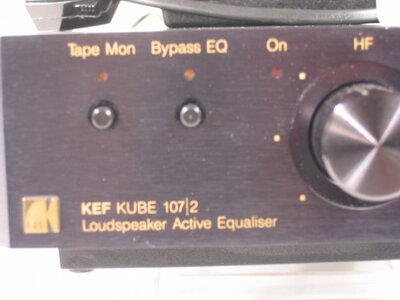 Tape Mon Bypass EQ On HF
KEF KUBE 107|2
Loudspeaker Active Equaliser